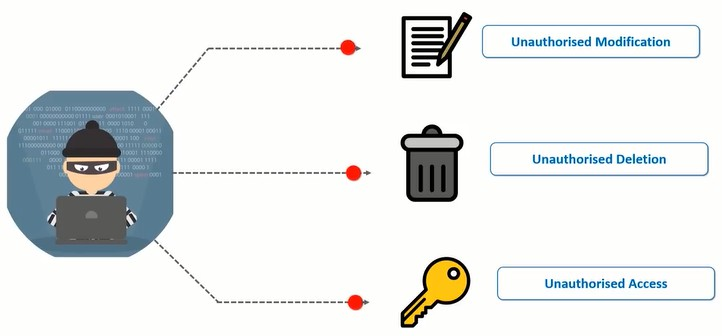 Unauthorised Modification
Unauthorised Deletion
Unauthorised Access